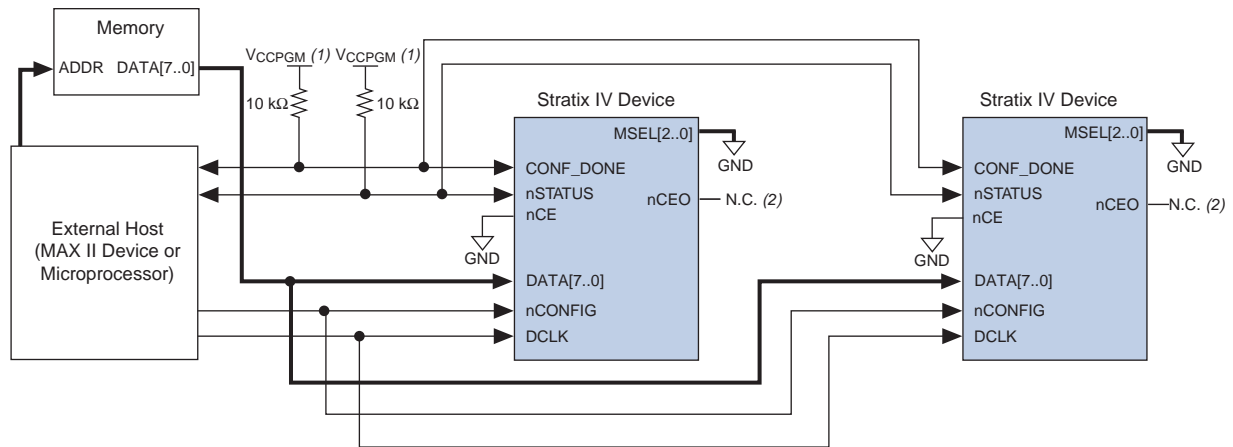 Memory
ADDR DATA[7..0]
VCCPGM (1) VCCPGM (1)
10 kΩ 10 kΩ
External Host
(MAX II Device or
Microprocessor)
Stratix IV Device
MSEL[2..0]
GND
CONF_DONE
nSTATUS
nCE
nCEO N.C. (2)
GND
DATA[7..0]
nCONFIG
DCLK
Stratix IV Device
MSEL[2..0]
GND
CONF_DONE
nSTATUS
nCE
nCEO N.C. (2)
GND
DATA[7..0]
nCONFIG
DCLK